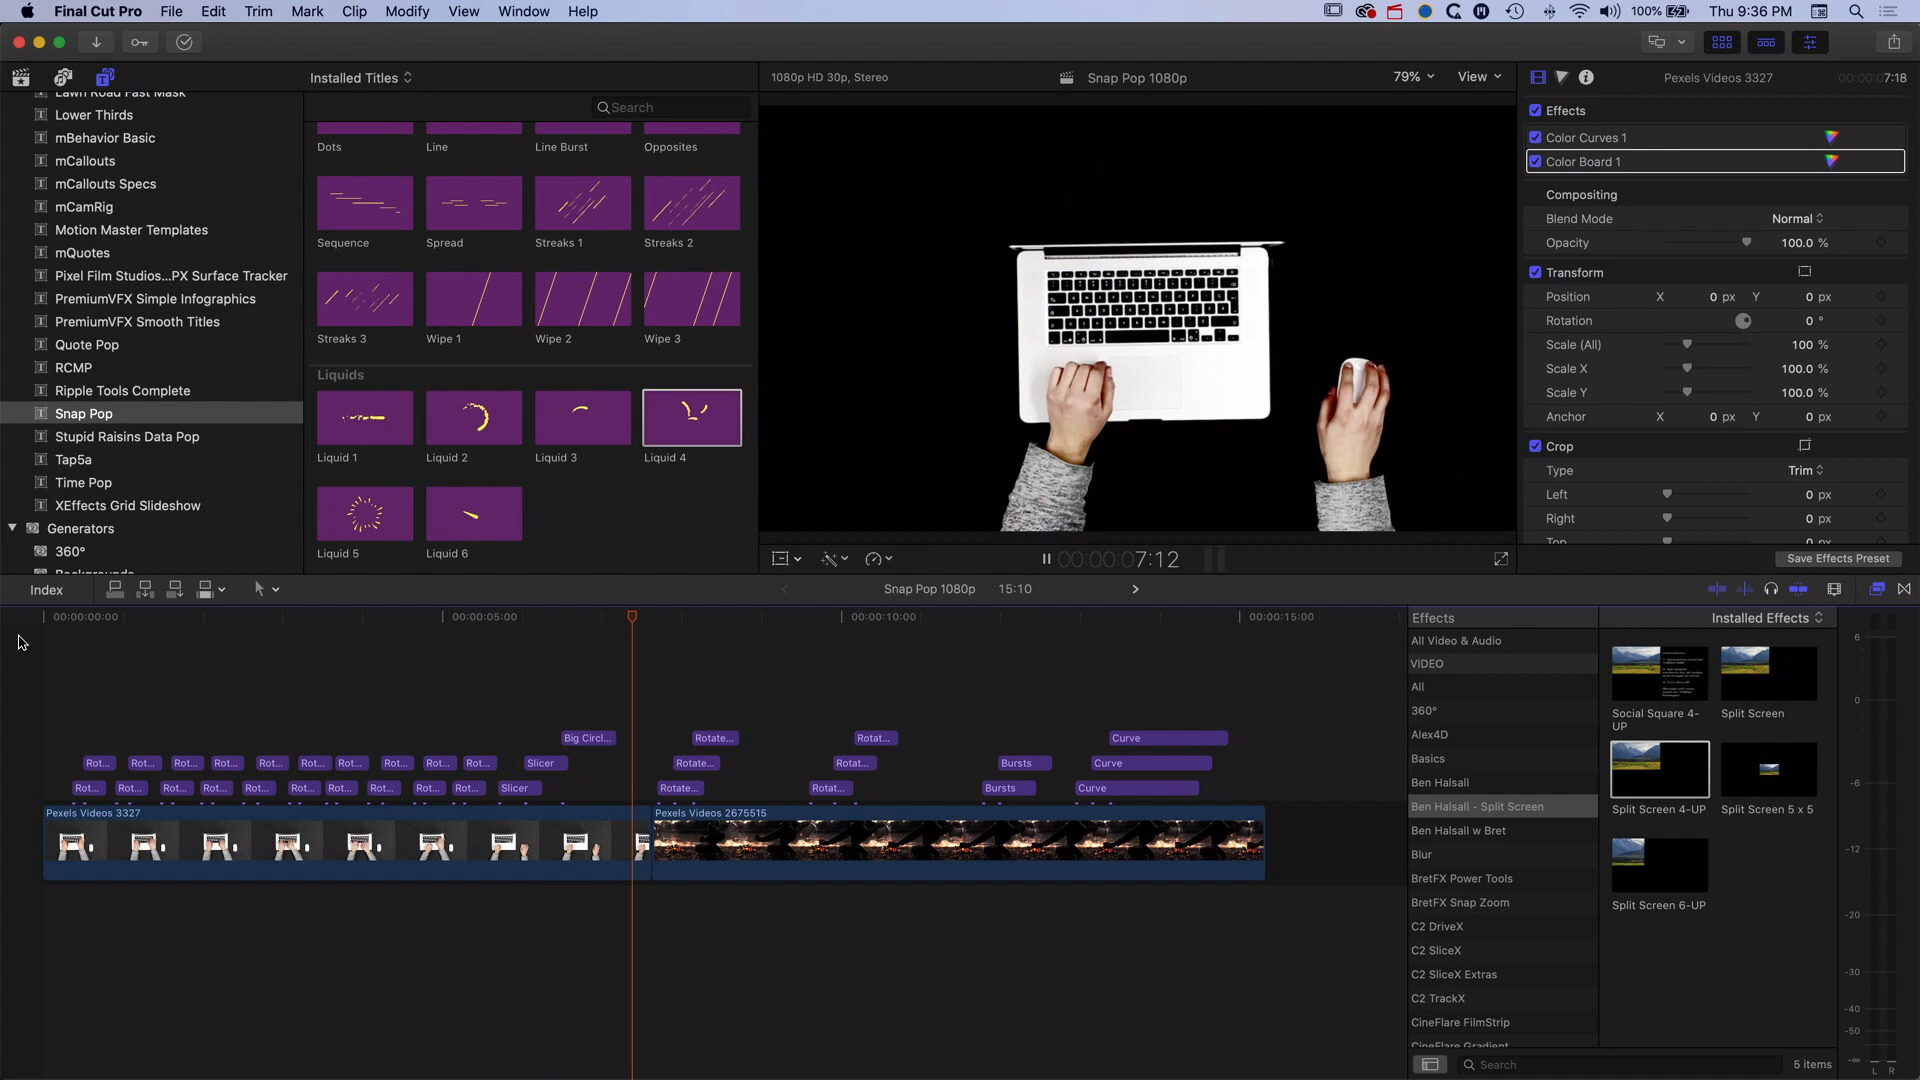 Final Cut Pro File Edit Trim Mark Clip Modify View Window Help
100% Thu 9:36 PM
Installed Titles
1080p HD 30p, Stereo
Snap Pop 1080p
79% View
Pexels Videos 3327
7:18
Lower Thirds
mBehavior Basic
mCallouts
mCallouts Specs
mCamRig
Motion Master Templates
mQuotes
Pixel Film Studios...PX Surface Tracker
PremiumVFX Simple Infographics
PremiumVFX Smooth Titles
Quote Pop
RCMP
Ripple Tools Complete
Snap Pop
Stupid Raisins Data Pop
Tap5a
Time Pop
XEffects Grid Slideshow
Generators
360°
Search
Dots Line Line Burst Opposites
Sequence Spread Streaks 1 Streaks 2
Streaks 3 Wipe 1 Wipe 2 Wipe 3
Liquids
Liquid 1 Liquid 2 Liquid 3 Liquid 4
Liquid 5 Liquid 6
00:00:00:07:12
Effects
Color Curves 1
Color Board 1
Compositing
Blend Mode Normal
Opacity 100.0 %
Transform
Position X 0 px Y 0 px
Rotation 0 °
Scale (All) 100 %
Scale X 100.0 %
Scale Y 100.0 %
Anchor X 0 px Y 0 px
Crop
Type Trim
Left 0 px
Right 0 px
Save Effects Preset
Index
Snap Pop 1080p 15:10
00:00:00:00 00:00:05:00 00:00:10:00 00:00:15:00
Big Circl... Rotate... Rotat... Curve
Rot... Rot... Rot... Rot... Rot... Rot... Rot... Rot... Rot... Rot... Slicer Rotate... Rotat... Bursts Curve
Rot... Rot... Rot... Rot... Rot... Rot... Rot... Rot... Rot... Rot... Slicer Rotate... Rotat... Bursts Curve
Pexels Videos 3327 Pexels Videos 2675515
Effects
All Video & Audio
VIDEO
All
360°
Alex4D
Basics
Ben Halsall
Ben Halsall - Split Screen
Ben Halsall w Bret
Blur
BretFX Power Tools
BretFX Snap Zoom
C2 DriveX
C2 SliceX
C2 SliceX Extras
C2 TrackX
CineFlare FilmStrip
Installed Effects
Social Square 4-
UP
Split Screen
Split Screen 4-UP Split Screen 5 x 5
Split Screen 6-UP
Search
5 items
6
0
-6
-12
-20
-30
-40
-50
-∞
L R